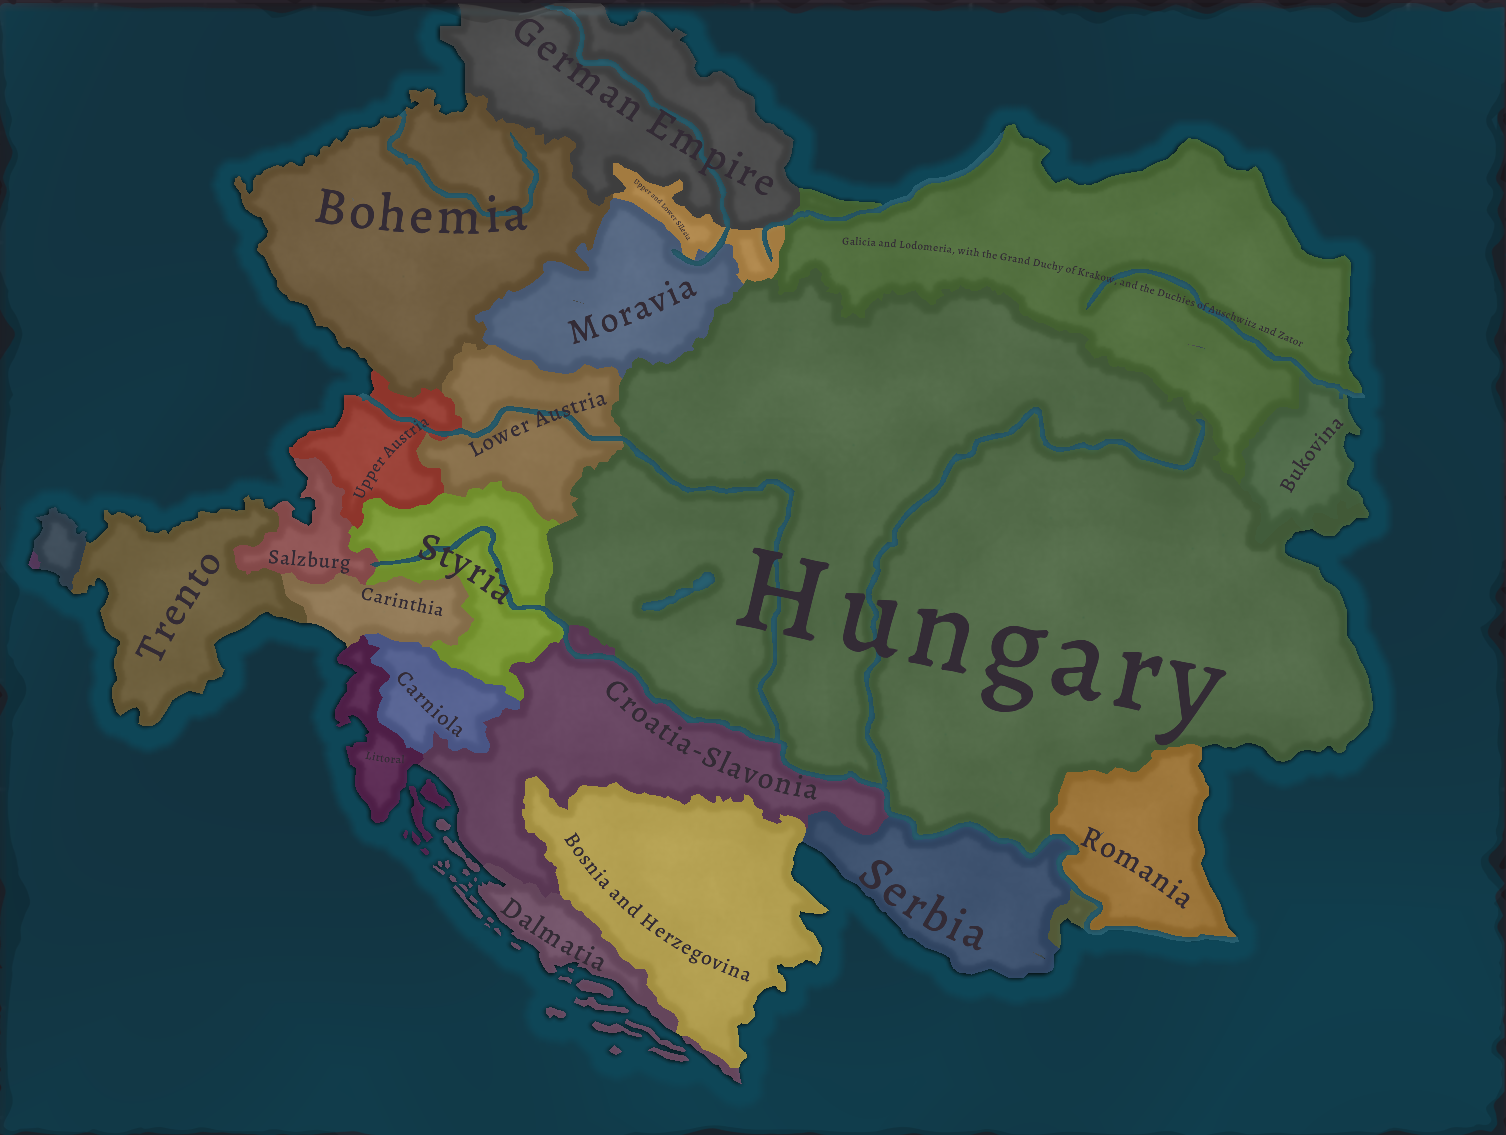 German Empire
Bohemia
Upper and Lower Silesia
Moravia
Galicia and Lodomeria, with the Grand Duchy of Krakow, and the Duchies of Auschwitz and Zator
Upper Austria
Lower Austria
Bukovina
Styria
Salzburg
Trento
Carinthia
Hungary
Carniola
Croatia-Slavonia
Littoral
Romania
Bosnia and Herzegovina
Serbia
Dalmatia